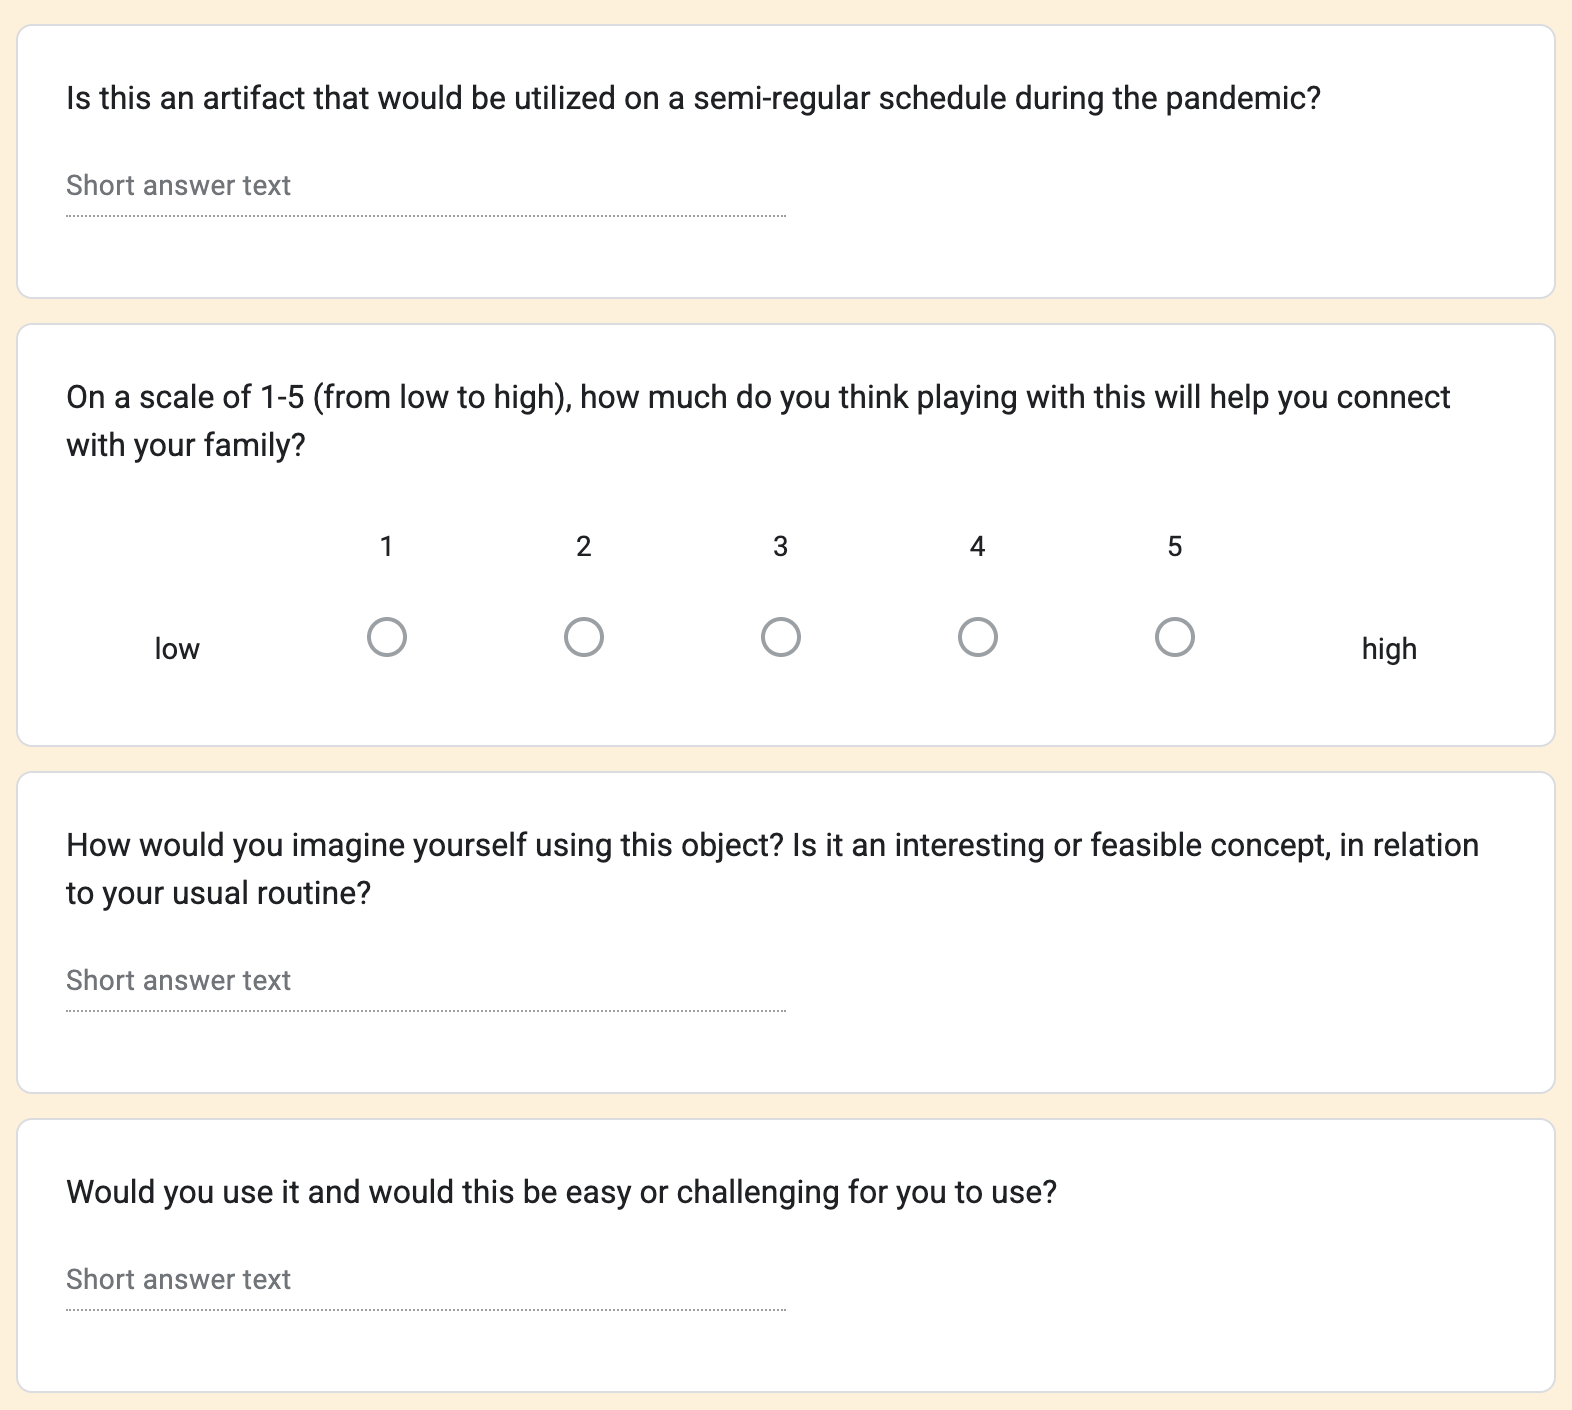 Is this an artifact that would be utilized on a semi-regular schedule during the pandemic?
Short answer text
On a scale of 1-5 (from low to high), how much do you think playing with this will help you connect
with your family?
1 2 3 4 5
low high
How would you imagine yourself using this object? Is it an interesting or feasible concept, in relation
to your usual routine?
Short answer text
Would you use it and would this be easy or challenging for you to use?
Short answer text